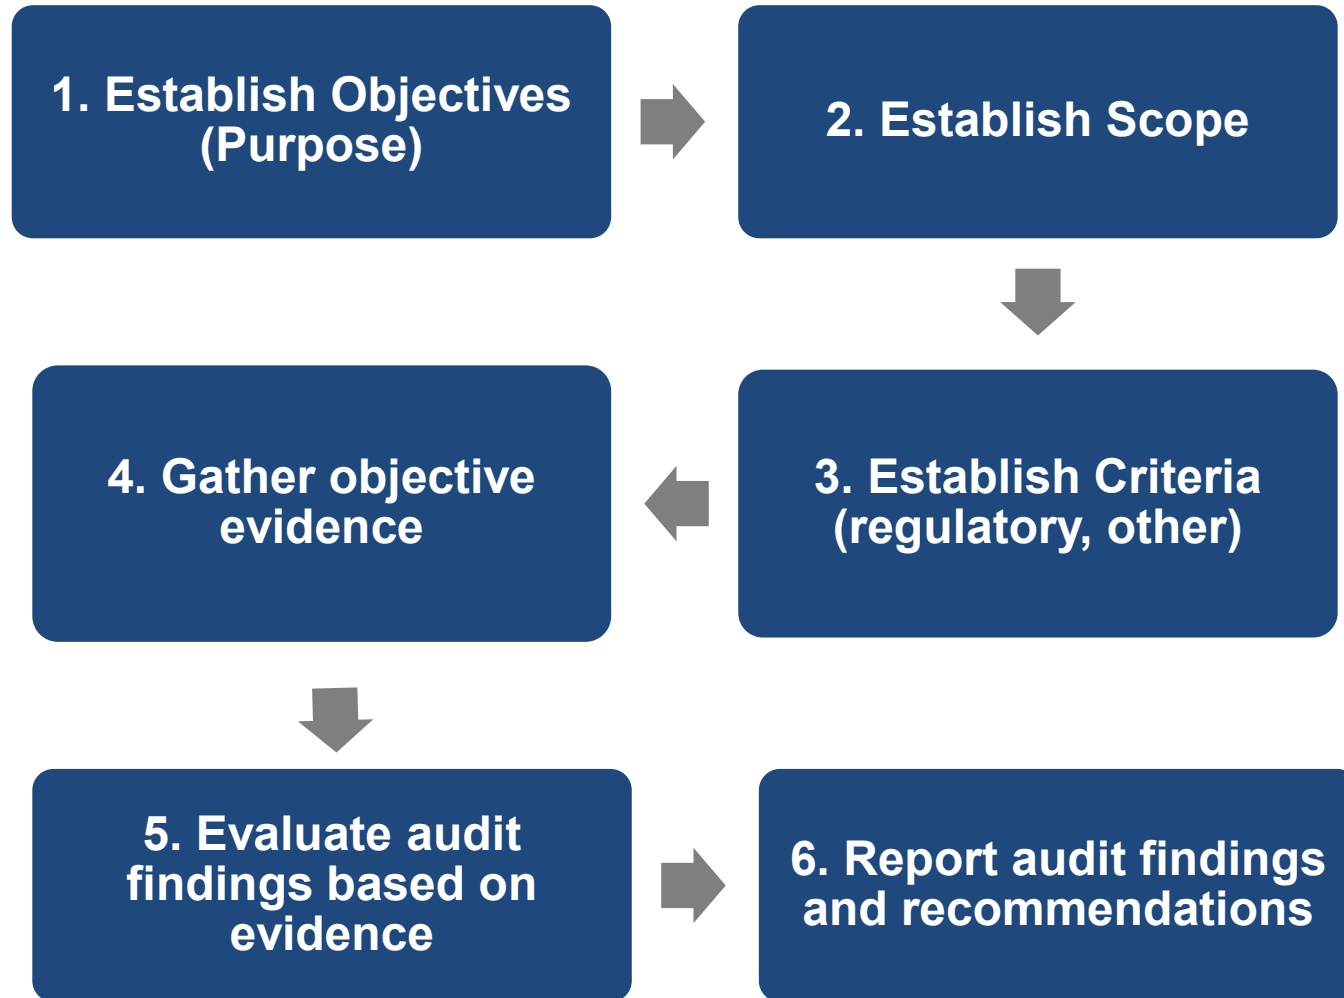 1. Establish Objectives
(Purpose)
2. Establish Scope
3. Establish Criteria
(regulatory, other)
4. Gather objective
evidence
5. Evaluate audit
findings based on
evidence
6. Report audit findings
and recommendations